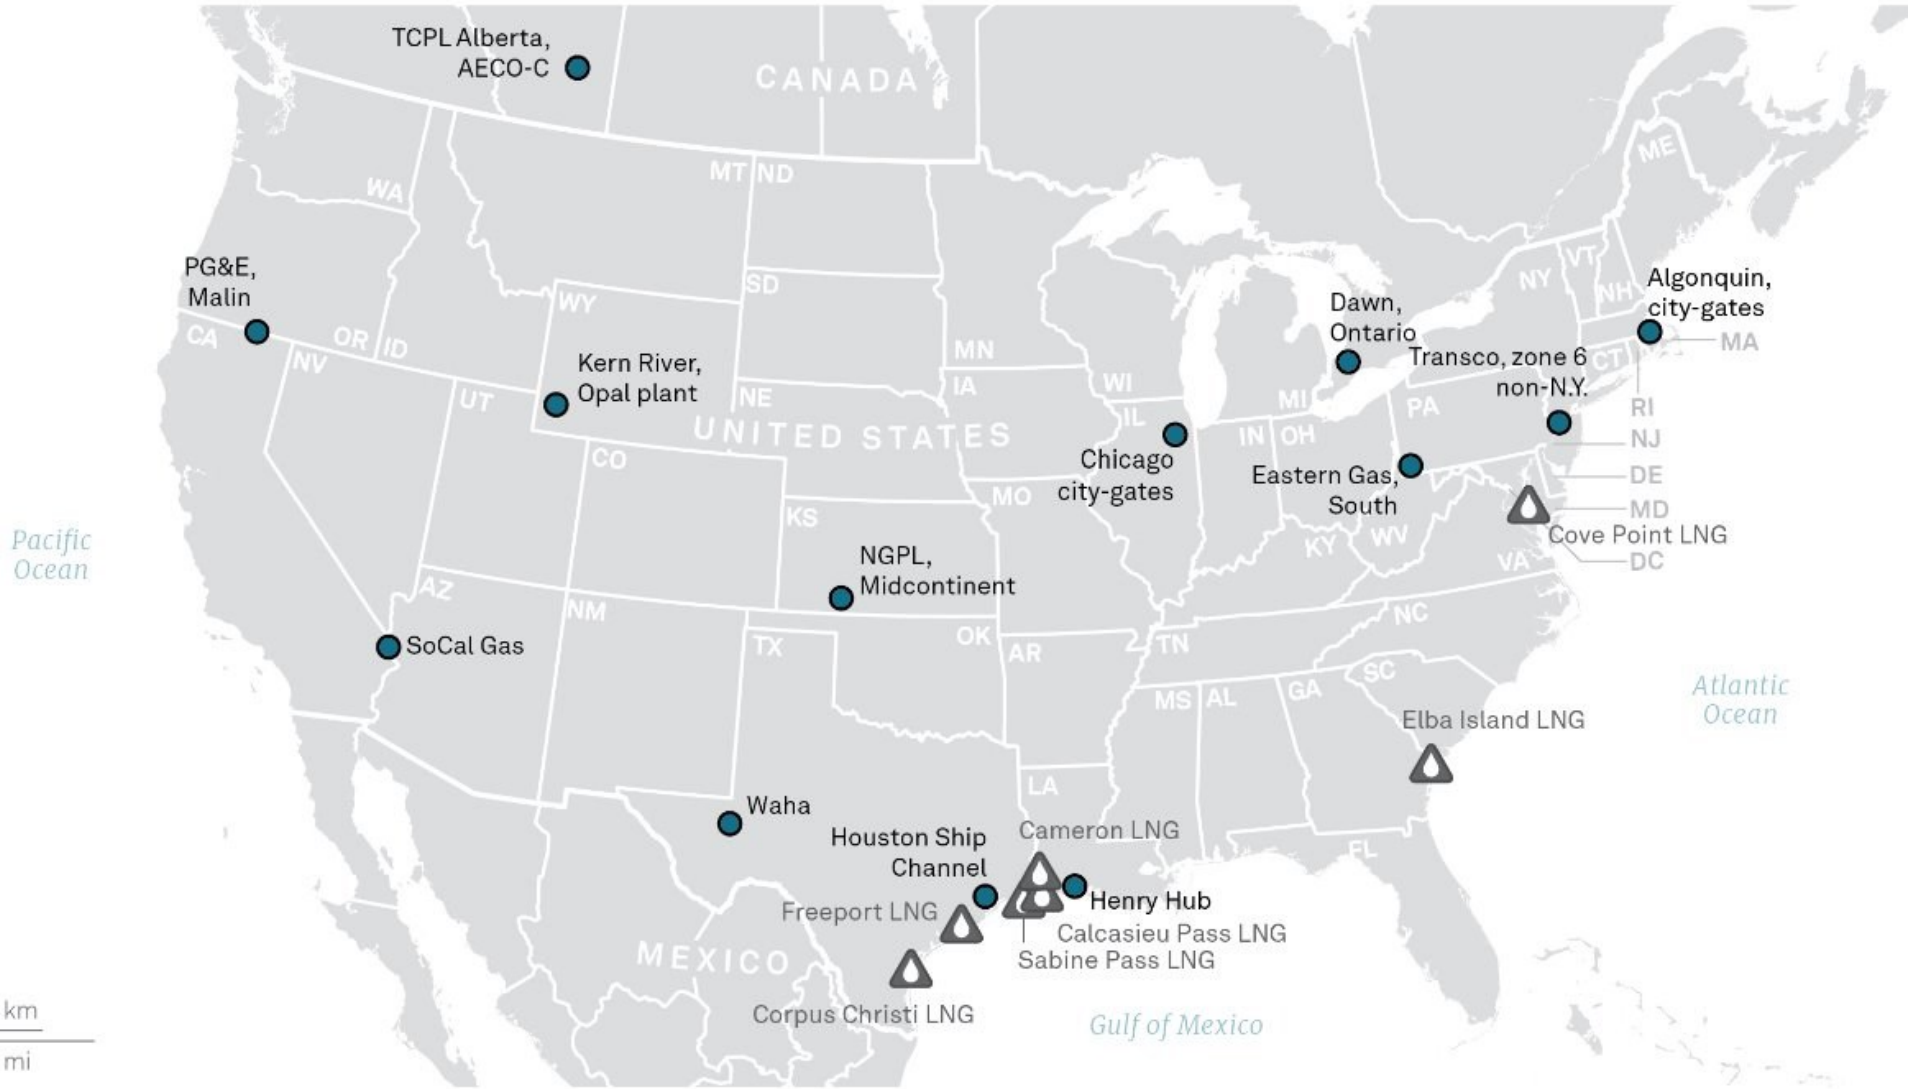 TCPL Alberta,
AECO-C
CANADA
ME
MT
ND
WA
VT
NY
NH
PG&E,
Malin
Algonquin,
city-gates
SD
WY
Dawn,
Ontario
CA
OR
ID
MA
NV
MN
CT
Kern River,
Opal plant
Transco, zone 6
non-N.Y.
IA
WI
UT
NE
MI
PA
RI
IL
UNITED STATES
IN
OH
NJ
CO
Chicago
city-gates
Eastern Gas,
South
DE
MO
MD
KS
Cove Point LNG
WV
KY
VA
DC
Pacific
Ocean
NGPL,
Midcontinent
AZ
NM
NC
OK
SoCal Gas
TX
AR
TN
SC
MS
AL
GA
Atlantic
Ocean
Elba Island LNG
LA
Waha
Cameron LNG
Houston Ship
Channel
FL
Henry Hub
Freeport LNG
Calcasieu Pass LNG
MEXICO
Sabine Pass LNG
Corpus Christi LNG
Gulf of Mexico
km
mi